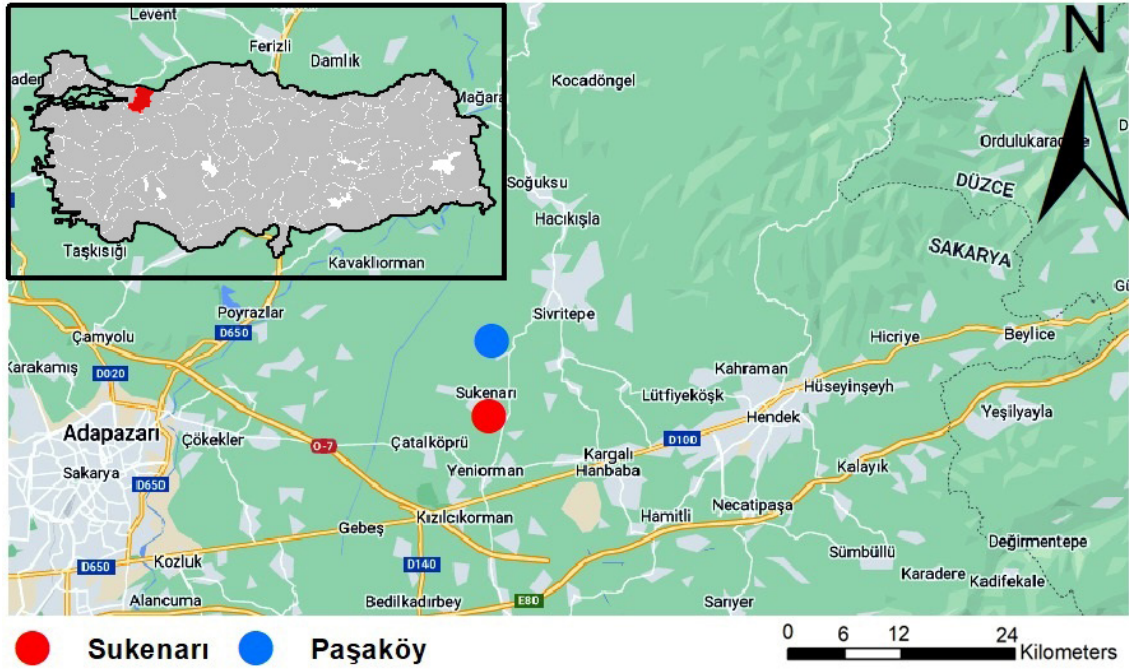 Levent
Ferizli
Damlık
aden
Mağara
Kocadöngel
N
Ordulukaradere
DÜZCE
SAKARYA
Soğuksu
Hacıkışla
Taşkısığı
Kavaklıorman
Poyrazlar
Sivritepe
Çamyolu
D650
Hicriye
Beylice
Karakamış
D020
Kahraman
Hüseyinşeyh
Sukenarı
Lütfiyeköşk
Hendek
Yeşilyayla
Adapazarı
Çökekler
O-7
Çatalköprü
D100
Kargalı
Hanbaba
Sakarya
Yeniorman
Kalayık
D650
Kızılcıkorman
Necatipaşa
Gebeş
Hamitli
Sümbüllü
Değirmentepe
D650
Kozluk
D140
Karadere
Kadifekale
Alancuma
Bedilkadırbey
E80
Sarıyer
Sukenarı Paşaköy
0 6 12 24
Kilometers